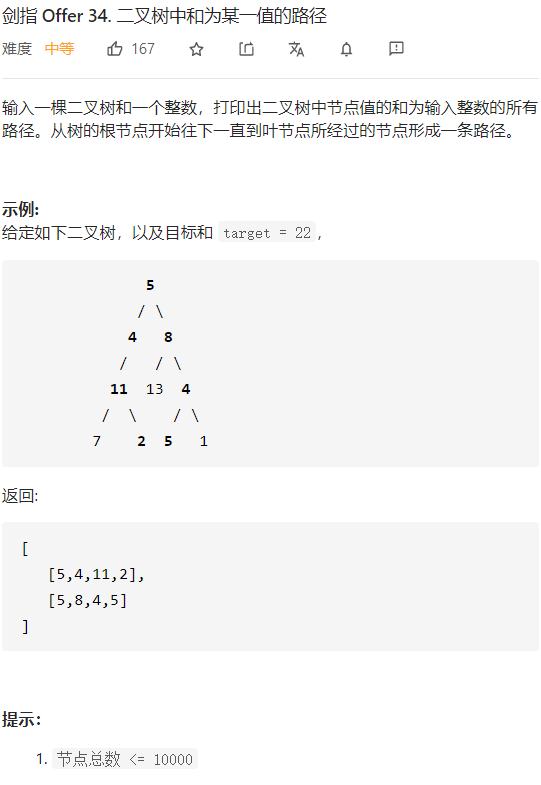 剑指 Offer 34. 二叉树中和为某一值的路径
难度 中等 167
输入一棵二叉树和一个整数，打印出二叉树中节点值的和为输入整数的所有
路径。从树的根节点开始往下一直到叶节点所经过的节点形成一条路径。
示例:
给定如下二叉树，以及目标和 target = 22，
5
/ \
4 8
/ / \
11 13 4
/ \ / \
7 2 5 1
返回:
[
[5,4,11,2],
[5,8,4,5]
]
提示：
1. 节点总数 <= 10000